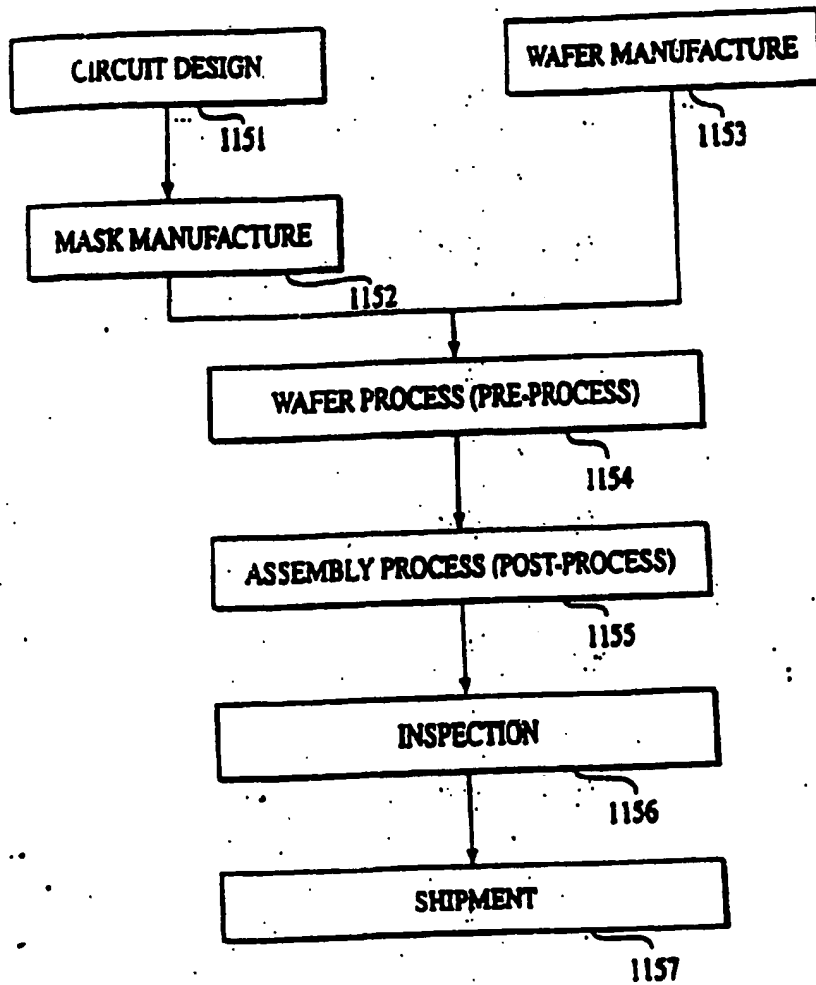 CIRCUIT DESIGN
1151
WAFER MANUFACTURE
1153
MASK MANUFACTURE
1152
WAFER PROCESS (PRE-PROCESS)
1154
ASSEMBLY PROCESS (POST-PROCESS)
1155
INSPECTION
1156
SHIPMENT
1157